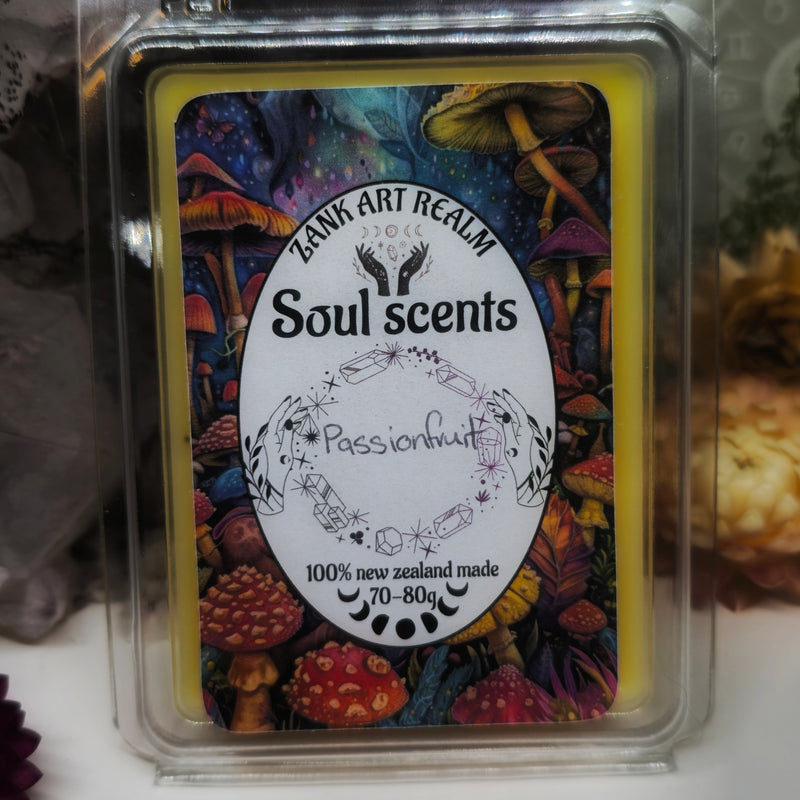 ZANK ART REALM
Soul scents
Passionfruit
100% new zealand made
70-80g